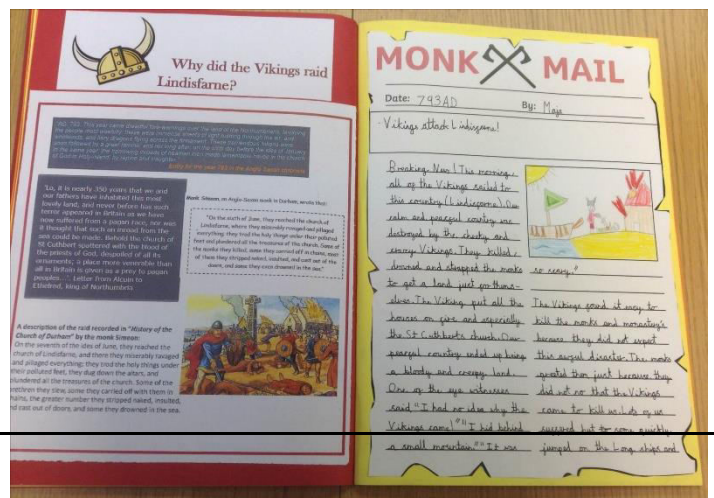 Why did the Vikings raid
Lindisfarne?
"Lo, it is nearly 350 years that we and
our fathers have inhabited this most
lovely land, and never before has such
terror appeared in Britain as we have
now suffered from a pagan race, nor was
it thought that such an inroad from the
sea could be made. Behold the church of
St Cuthbert spattered with the blood of
the priests of God, despoiled of all its
ornaments; a place more venerable than
all in Britain is given as a prey to pagan
peoples...". Letter from Alcuin to
Ethelred, king of Northumbria
Monk Simeon, an Anglo Saxon monk in Durham, wrote this:
"On the sixth of June, they reached the church of
Lindisfarne, where they miserably ravaged and pillaged
everything; they trod the holy things under their polluted
feet and plundered all the treasures of the church. Some of
the monks they killed, some they carried off in chains, most
of them they stripped naked, insulted, and cast out of the
doors, and some they even drowned in the sea."
A description of the raid recorded in "History of the
Church of Durham" by the monk Simeon:
On the seventh of the ides of June, they reached the
church of Lindisfarne, and there they miserably ravaged
and pillaged everything; they trod the holy things under
their polluted feet, they dug down the altars, and
plundered all the treasures of the church. Some of the
brethren they slew, some they carried off with them in
chains, the greater number they stripped naked, insulted,
and cast out of doors, and some they drowned in the sea.
MONK MAIL
Date: 793AD By: Maja
Vikings attack Lindisfarne!
Breaking News! This morning,
all of the Vikings sailed to
this country (Lindisfarne). Our
calm and peaceful country was
destroyed by the cheeky and
Vikings. They killed,
drowned and the monks
to get a land just for them-
selves. The Viking put all the
houses on fire and especially
the St Cuthberts church. Our
peaceful country ended up being
a bloody and creepy land.
One of the eye witnesses
said "I had no idea why the
Vikings came!" "I hid behind
a small mountain" "It was
so scary."
The Vikings found it easy to
kill the monks and monastery's
because they did not expect
this disaster. The monks
greated them just because they
did not no that the Vikings
came to kill us. Lots of us
but some quickly
jumped on the Long ships and